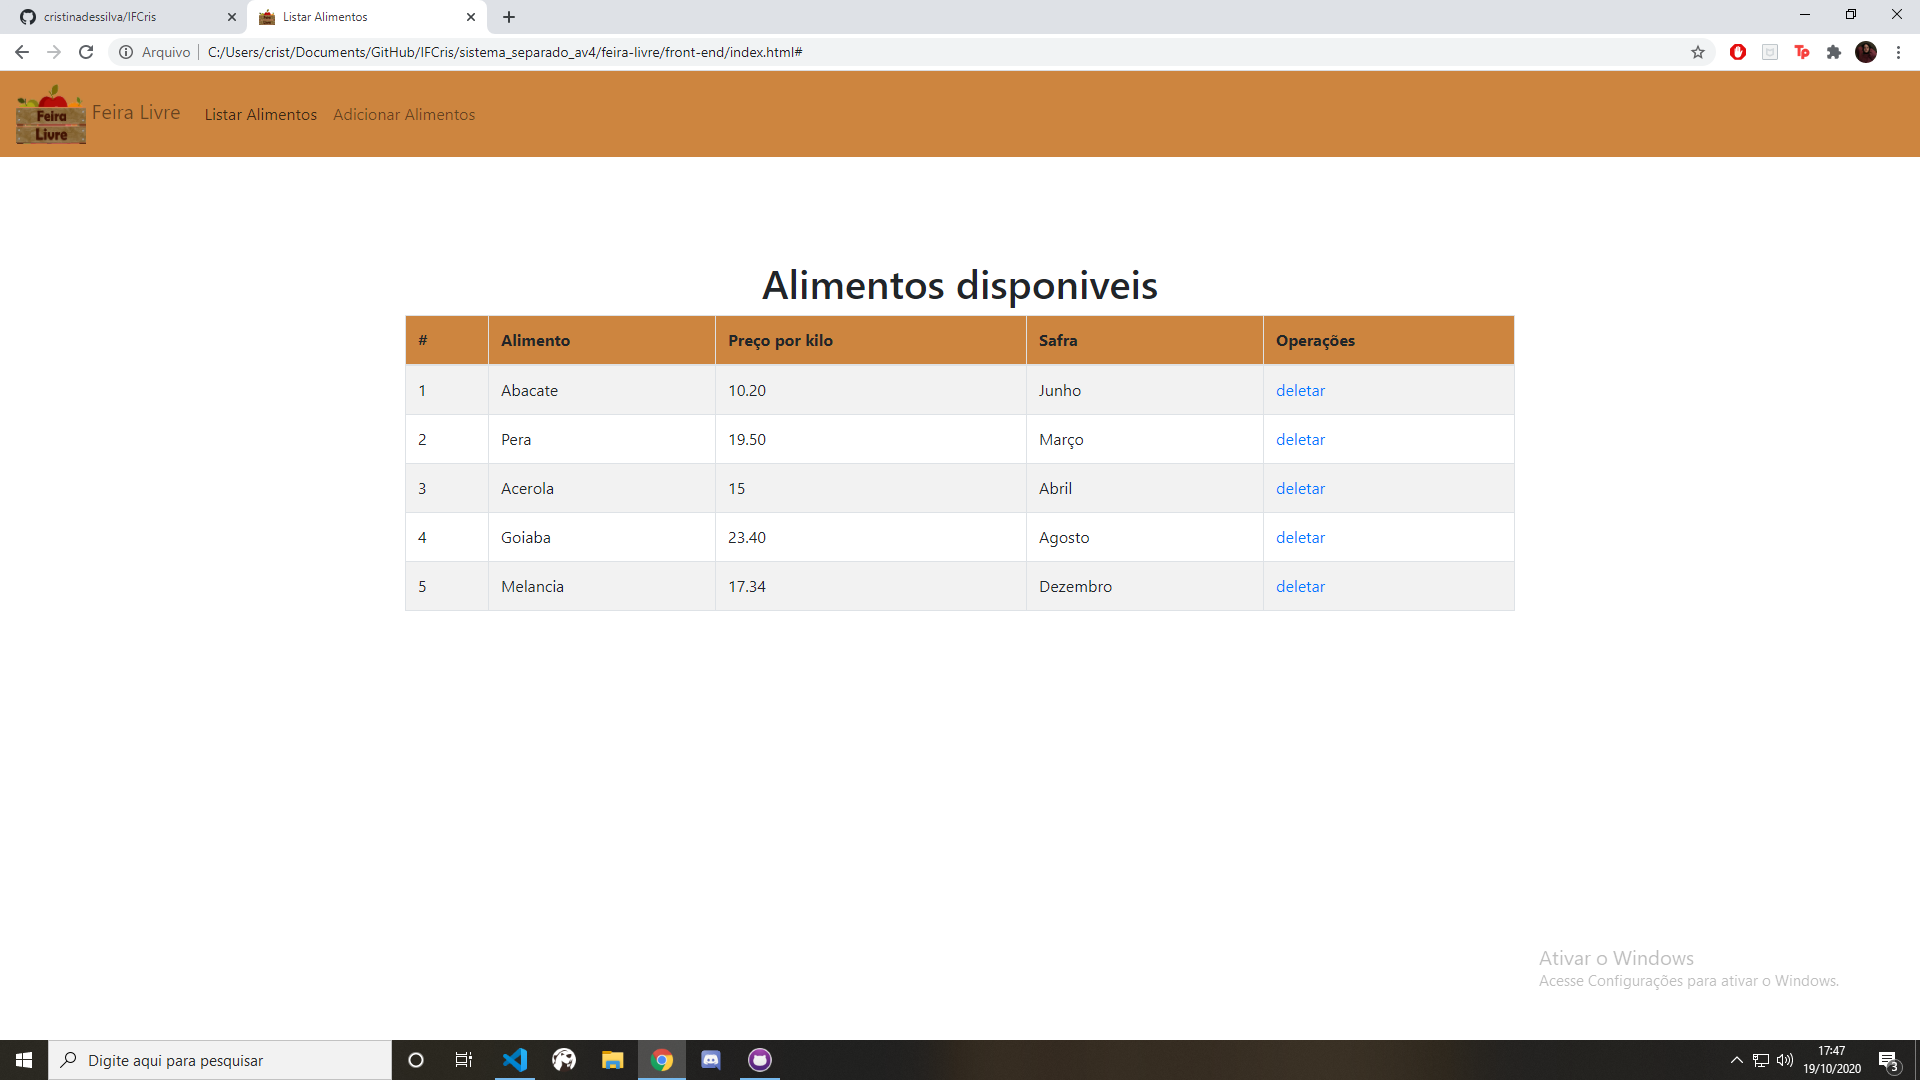 cristinadessilva/IFCris
Listar Alimentos
Arquivo
C:/Users/crist/Documents/GitHub/IFCris/sistema_separado_av4/feira-livre/front-end/index.html#
Tp
Feira
Livre
Feira Livre
Listar Alimentos
Adicionar Alimentos
Alimentos disponiveis
# Alimento Preço por kilo Safra Operações
1 Abacate 10.20 Junho deletar
2 Pera 19.50 Março deletar
3 Acerola 15 Abril deletar
4 Goiaba 23.40 Agosto deletar
5 Melancia 17.34 Dezembro deletar
Ativar o Windows
Acesse Configurações para ativar o Windows.
Digite aqui para pesquisar
17:47
19/10/2020
3